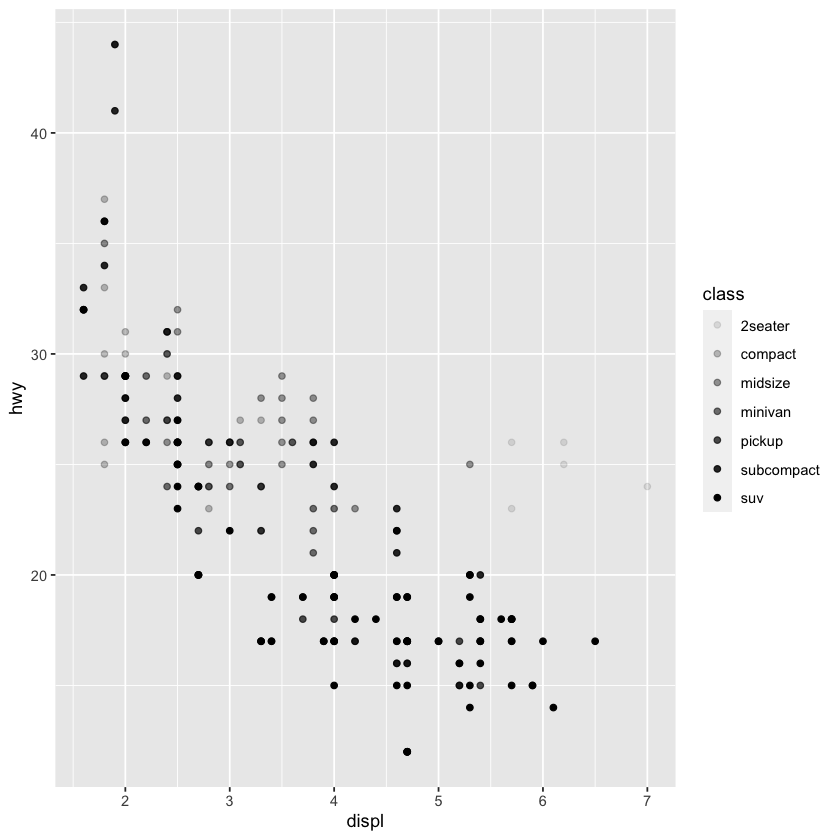 40
30
20
hwy
2 3 4 5 6 7
displ
class
2seater
compact
midsize
minivan
pickup
subcompact
suv